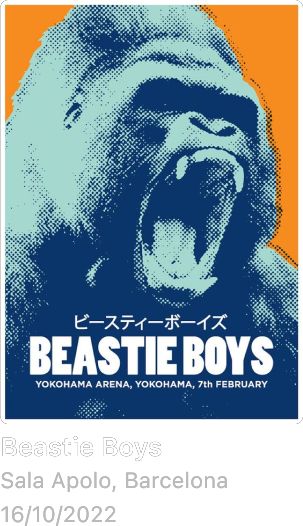 ビースティーボーイズ
BEASTIE BOYS
YOKOHAMA ARENA, YOKOHAMA, 7th FEBRUARY
Beastie Boys
Sala Apolo, Barcelona
16/10/2022